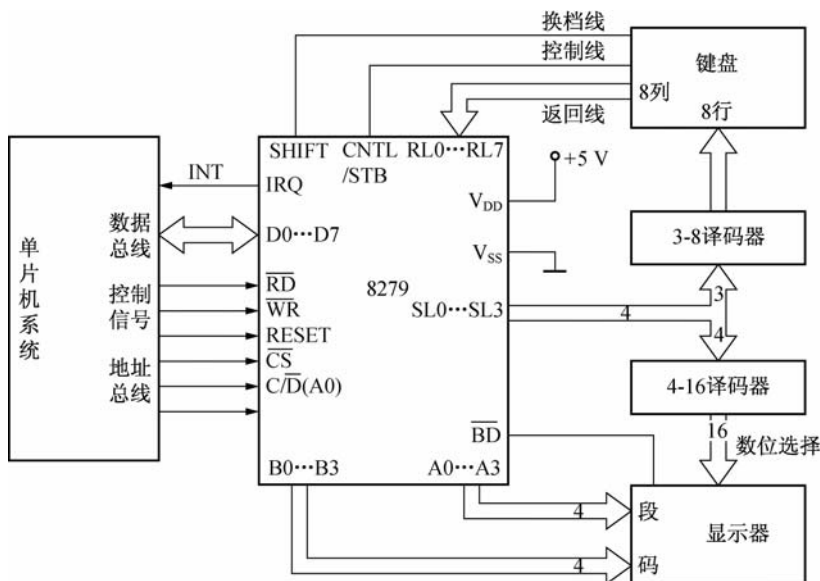 换档线
控制线
键盘
8列
返回线
8行
SHIFT CNTL/STB RL0…RL7
+5 V
INT
IRQ
V_DD
数据总线
D0…D7
3-8译码器
单片机系统
V_SS
控制信号
RD
8279
WR
SL0…SL3
3
4
RESET
4
地址总线
CS
C/D(A0)
4-16译码器
BD
16
数位选择
B0…B3
A0…A3
4
段
显示器
4
码